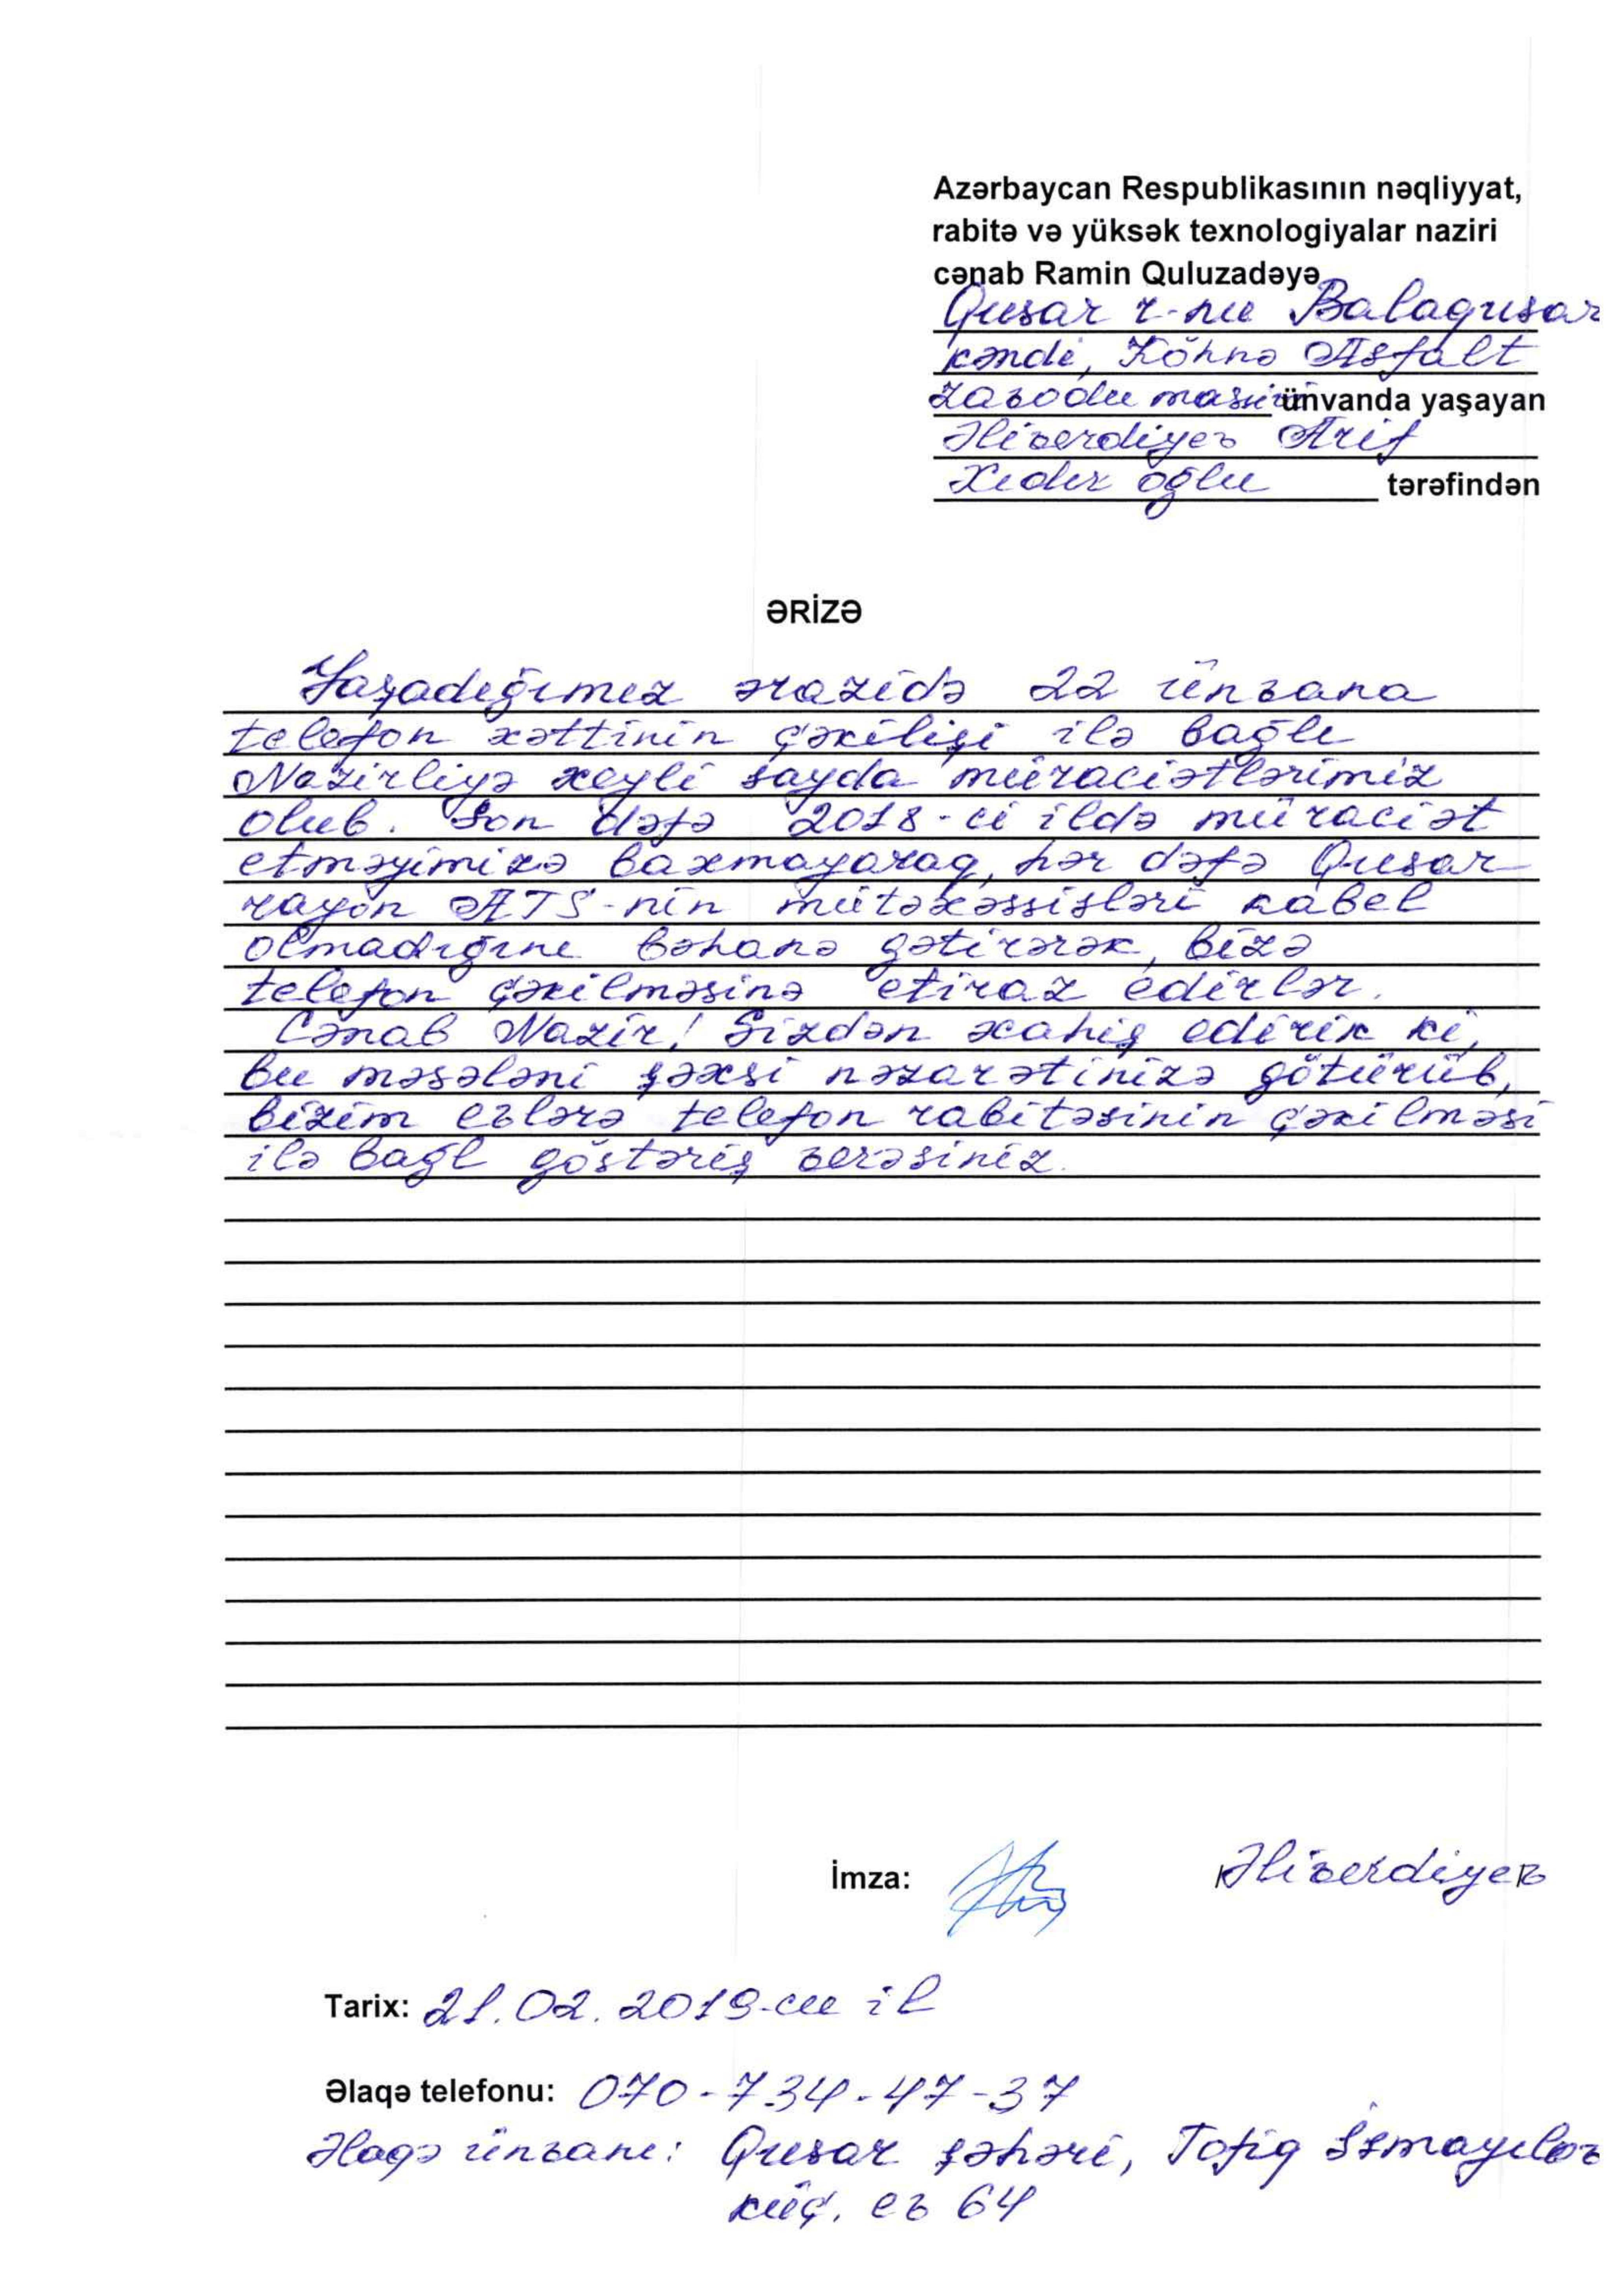 Azərbaycan Respublikasının nəqliyyat,
rabitə və yüksək texnologiyalar naziri
cənab Ramin Quluzadəyə
Qusar r-nu Balaqusar
kəndi, Köhnə Asfalt
zavodu massivi ünvanda yaşayan
Əliverdiyev Arif
Xıdır oğlu tərəfindən
ƏRİZƏ
Yaşadığımız ərazidə 22 ünvana
telefon xəttinin çəkilişi ilə bağlı
Nazirliyə xeyli sayda müraciətlərimiz
olub. Son dəfə 2018-ci ildə müraciət
etməyimizə baxmayaraq, hər dəfə Qusar
rayon ATS-nin mütəxəssisləri kabel
olmadığını bəhanə gətirərək, bizə
telefon çəkilməsinə etiraz edirlər.
Cənab Nazir! Sizdən xahiş edirik ki,
bu məsələni şəxsi nəzarətinizə götürüb,
bizim evlərə telefon rabitəsinin çəkilməsi
ilə bağl göstəriş verəsiniz.
İmza: Əliverdiyev
Tarix: 21.02.2019-cu il
Əlaqə telefonu: 070-734-47-37
Əlaqə ünvanı: Qusar şəhəri, Tofiq İsmayılov
küç. ev 64